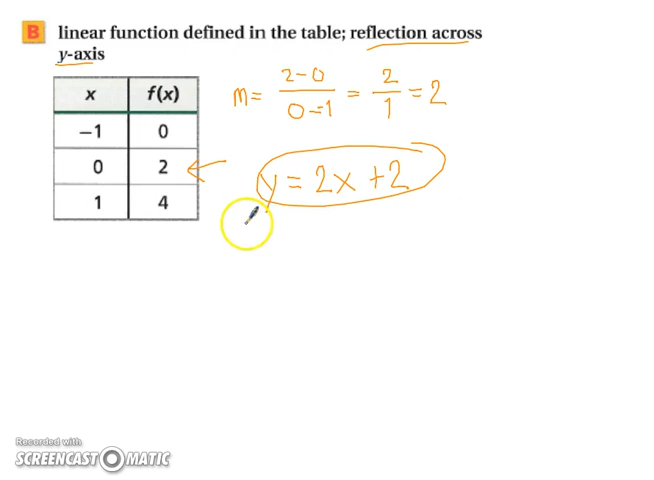 B linear function defined in the table; reflection across
y-axis
x f(x)
−1 0
0 2
1 4
m= 2-0 / 0--1 = 2/1 = 2
y = 2x +2
Recorded with
SCREENCAST-O-MATIC